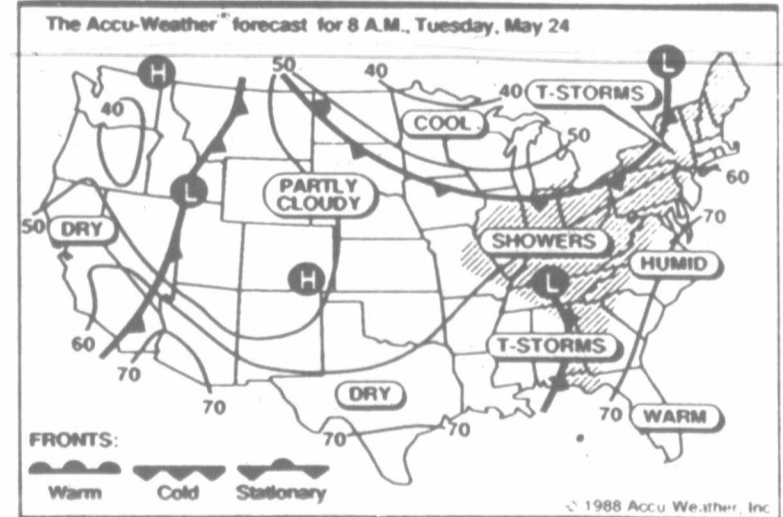 The Accu-Weather® forecast for 8 A.M., Tuesday, May 24
H
50
40
L
40
T-STORMS
40
COOL
50
L
PARTLY
CLOUDY
60
50
DRY
70
SHOWERS
HUMID
H
L
60
T-STORMS
70
70
DRY
70
WARM
70
70
FRONTS:
Warm
Cold
Stationary
© 1988 Accu Weather, Inc